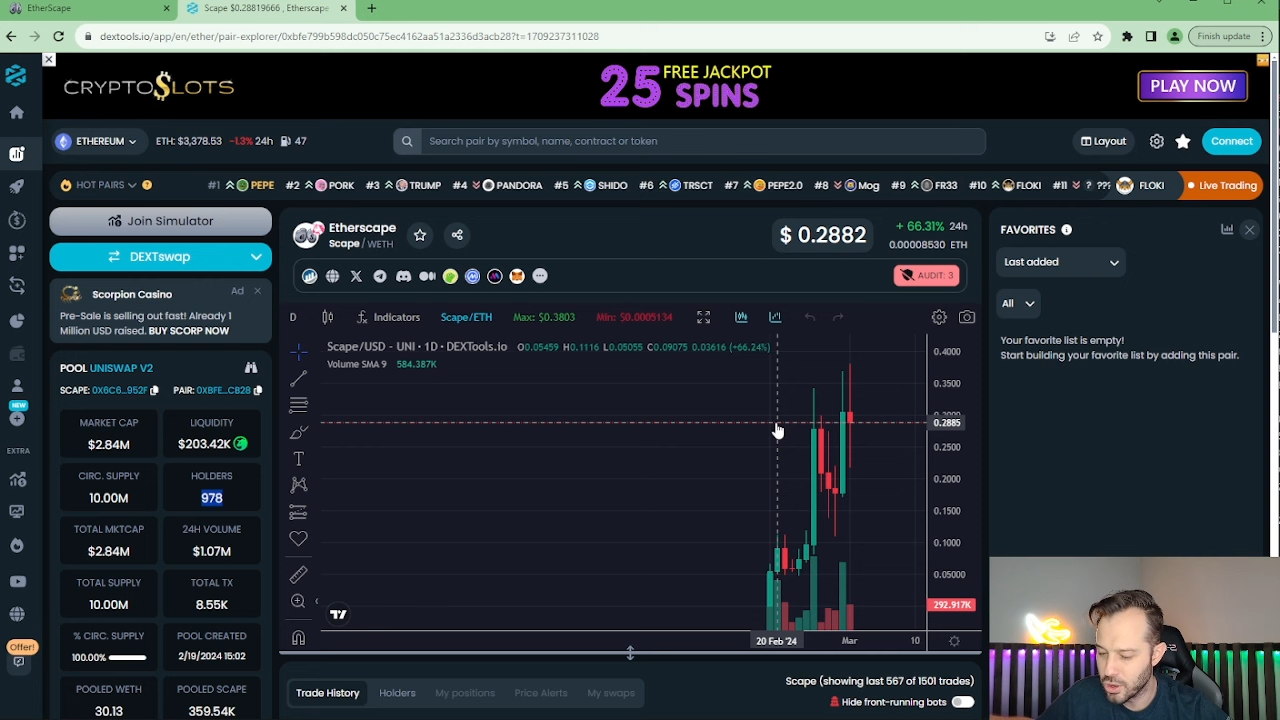 EtherScape
Scape $0.28819666 , Etherscape
dextools.io/app/en/ether/pair-explorer/0xbfe799b598dc050c75ec4162aa51a2336d3acb28?t=1709237311028
Finish update
CRYPTO$LOTS
25 FREE JACKPOT SPINS
PLAY NOW
ETHEREUM
ETH: $3,378.53 -1.3% 24h 47
Search pair by symbol, name, contract or token
Layout
Connect
HOT PAIRS
#1 PEPE #2 PORK #3 TRUMP #4 PANDORA #5 SHIDO #6 TRSCT #7 PEPE2.0 #8 Mog #9 FR33 #10 FLOKI #11 ??? FLOKI
Live Trading
Join Simulator
DEXTswap
Scorpion Casino
Ad
Pre-Sale is selling out fast! Already 1
Million USD raised. BUY SCORP NOW
POOL UNISWAP V2
SCAPE: 0X6C6...952F PAIR: 0XBFE...CB28
MARKET CAP
$2.84M
LIQUIDITY
$203.42K
CIRC. SUPPLY
10.00M
HOLDERS
978
TOTAL MKTCAP
$2.84M
24H VOLUME
$1.07M
TOTAL SUPPLY
10.00M
TOTAL TX
8.55K
% CIRC. SUPPLY
100.00%
POOL CREATED
2/19/2024 15:02
POOLED WETH
30.13
POOLED SCAPE
359.54K
NEW
EXTRA
Offer!
Etherscape
Scape / WETH
$ 0.2882
+ 66.31% 24h
0.00008530 ETH
AUDIT: 3
D
Indicators
Scape/ETH
Max: $0.3803
Min: $0.0005134
Scape/USD - UNI · 1D · DEXTools.io O0.05459 H0.1116 L0.05055 C0.09075 0.03616 (+66.24%)
Volume SMA 9 584.387K
0.4000
0.3500
0.3000
0.2885
0.2500
0.2000
0.1500
0.1000
0.05000
292.917K
20 Feb '24
Mar
10
Trade History
Holders
My positions
Price Alerts
My swaps
Scape (showing last 567 of 1501 trades)
Hide front-running bots
FAVORITES
Last added
All
Your favorite list is empty!
Start building your favorite list by adding this pair.